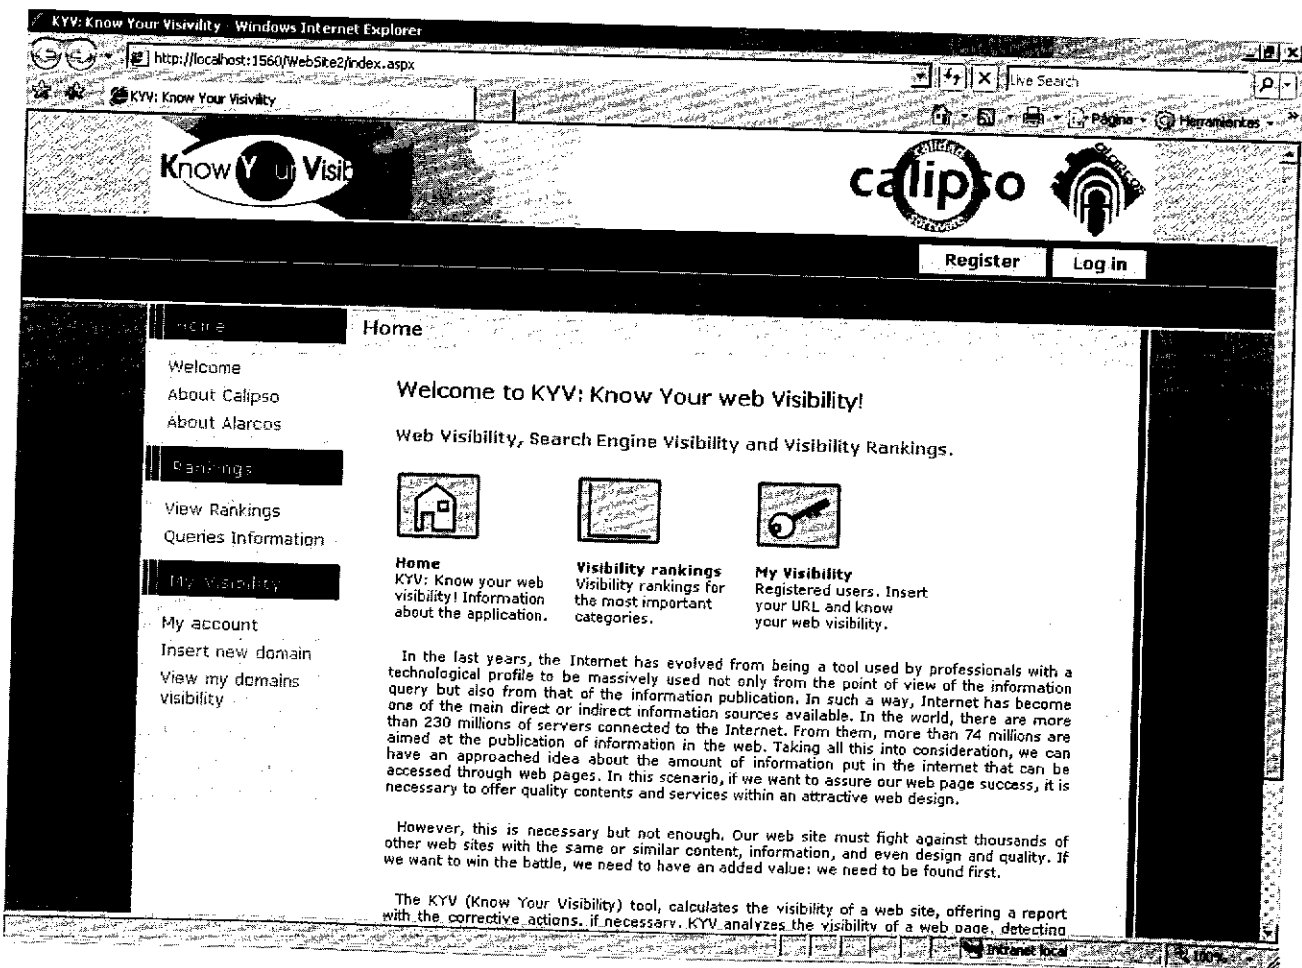 KYV: Know Your Visivility - Windows Internet Explorer
http://localhost:1560/WebSite2/index.aspx
Live Search
KYV: Know Your Visivility
Página
Herramientas
Know Your Visib
calidad
calipso
software
alarcos
Register
Log in
Home
Home
Welcome
About Calipso
About Alarcos
Rankings
View Rankings
Queries Information
My Visibility
My account
Insert new domain
View my domains
visibility
Welcome to KYV: Know Your web Visibility!
Web Visibility, Search Engine Visibility and Visibility Rankings.
Home
KYV: Know your web
visibility! Information
about the application.
Visibility rankings
Visibility rankings for
the most important
categories.
My Visibility
Registered users. Insert
your URL and know
your web visibility.
In the last years, the Internet has evolved from being a tool used by professionals with a
technological profile to be massively used not only from the point of view of the information
query but also from that of the information publication. In such a way, Internet has become
one of the main direct or indirect information sources available. In the world, there are more
than 230 millions of servers connected to the Internet. From them, more than 74 millions are
aimed at the publication of information in the web. Taking all this into consideration, we can
have an approached idea about the amount of information put in the internet that can be
accessed through web pages. In this scenario, if we want to assure our web page success, it is
necessary to offer quality contents and services within an attractive web design.
However, this is necessary but not enough. Our web site must fight against thousands of
other web sites with the same or similar content, information, and even design and quality. If
we want to win the battle, we need to have an added value: we need to be found first.
The KYV (Know Your Visibility) tool, calculates the visibility of a web site, offering a report
with the corrective actions, if necessary. KYV analyzes the visibility of a web page, detecting
Intranet local
100%